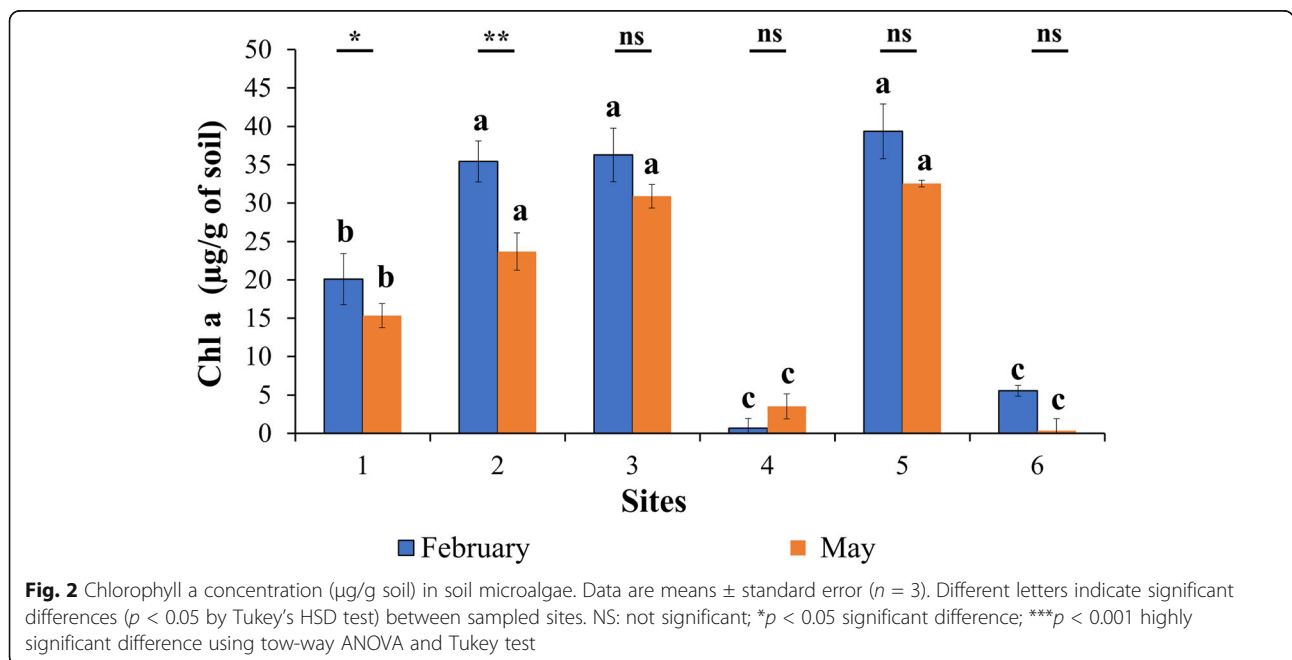 * ** ns ns ns ns
50
45
40
35
30
25
20
15
10
5
0
Chl a (µg/g of soil)
b b a a a a c c a a c c
1 2 3 4 5 6
Sites
February May
Fig. 2 Chlorophyll a concentration (µg/g soil) in soil microalgae. Data are means ± standard error (n = 3). Different letters indicate significant
differences (p < 0.05 by Tukey's HSD test) between sampled sites. NS: not significant; *p < 0.05 significant difference; ***p < 0.001 highly
significant difference using tow-way ANOVA and Tukey test